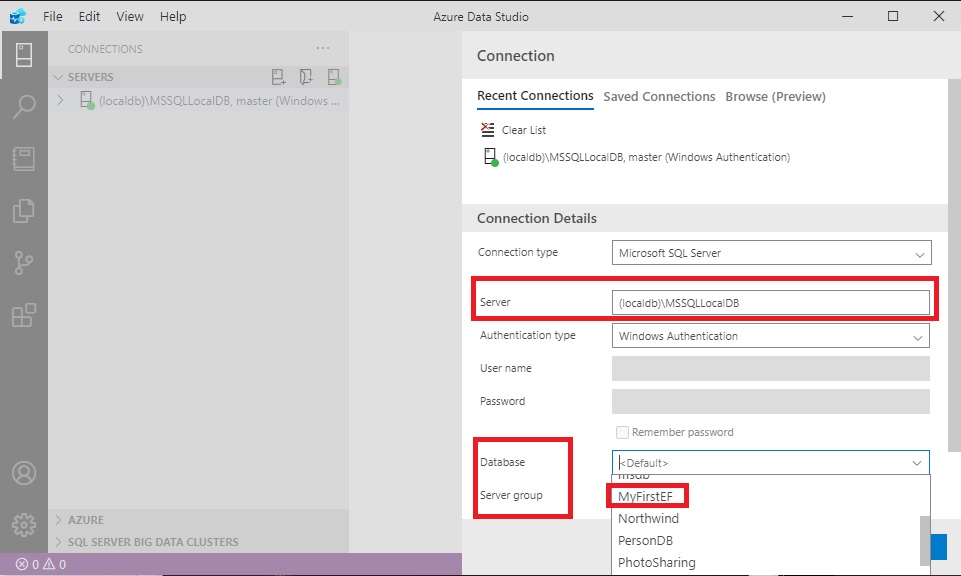 File Edit View Help Azure Data Studio
CONNECTIONS ...
SERVERS
(localdb)\MSSQLLocalDB, master (Windows ...
AZURE
SQL SERVER BIG DATA CLUSTERS
0 0
Connection
Recent Connections Saved Connections Browse (Preview)
Clear List
(localdb)\MSSQLLocalDB, master (Windows Authentication)
Connection Details
Connection type Microsoft SQL Server
Server (localdb)\MSSQLLocalDB
Authentication type Windows Authentication
User name
Password
Remember password
Database <Default>
msdb
Server group
MyFirstEF
Northwind
PersonDB
PhotoSharing